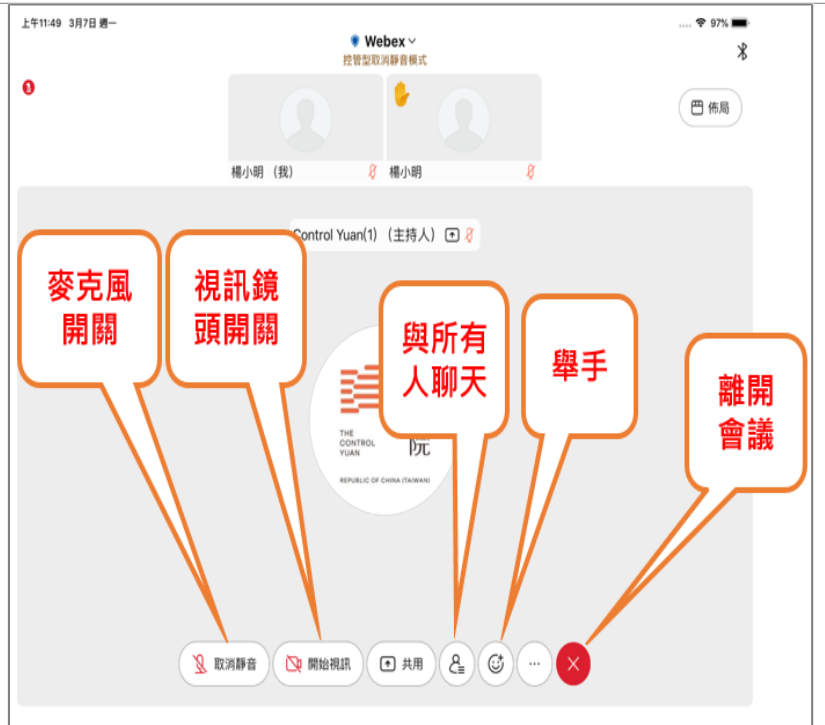 上午11:49 3月7日 週一
.... 97%
Webex
控管型取消靜音模式
1
佈局
楊小明 （我）
楊小明
Control Yuan(1) （主持人）
麥克風
開關
視訊鏡
頭開關
與所有
人聊天
舉手
離開
會議
THE
CONTROL
YUAN
院
REPUBLIC OF CHINA (TAIWAN)
取消靜音
開始視訊
共用
...